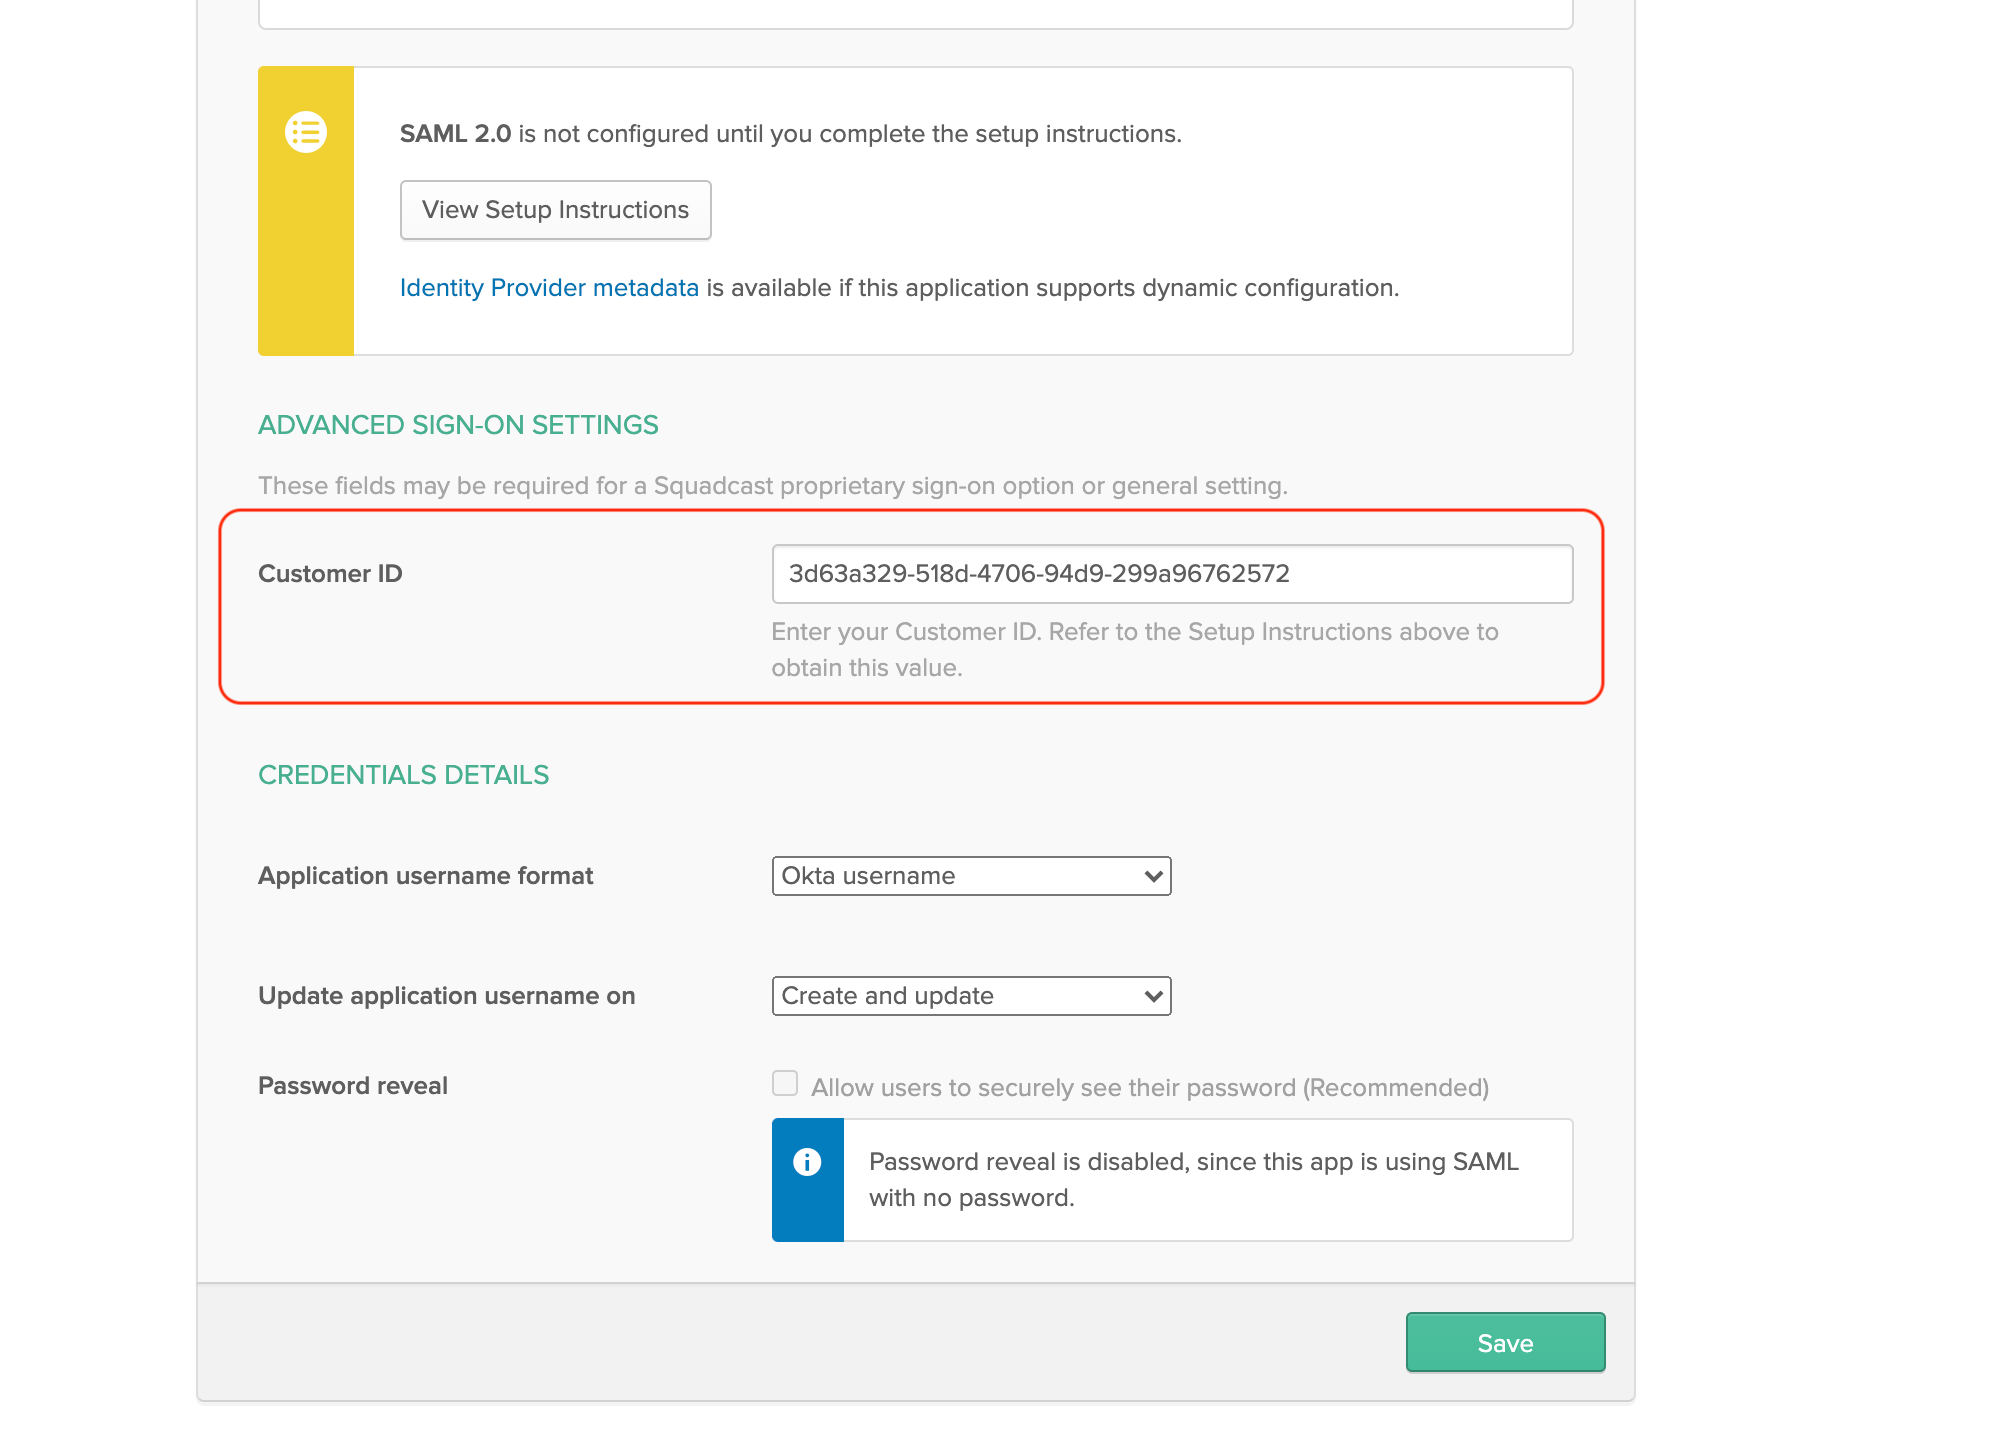 SAML 2.0 is not configured until you complete the setup instructions.
View Setup Instructions
Identity Provider metadata is available if this application supports dynamic configuration.
ADVANCED SIGN-ON SETTINGS
These fields may be required for a Squadcast proprietary sign-on option or general setting.
Customer ID
3d63a329-518d-4706-94d9-299a96762572
Enter your Customer ID. Refer to the Setup Instructions above to
obtain this value.
CREDENTIALS DETAILS
Application username format
Okta username
Update application username on
Create and update
Password reveal
Allow users to securely see their password (Recommended)
Password reveal is disabled, since this app is using SAML
with no password.
Save